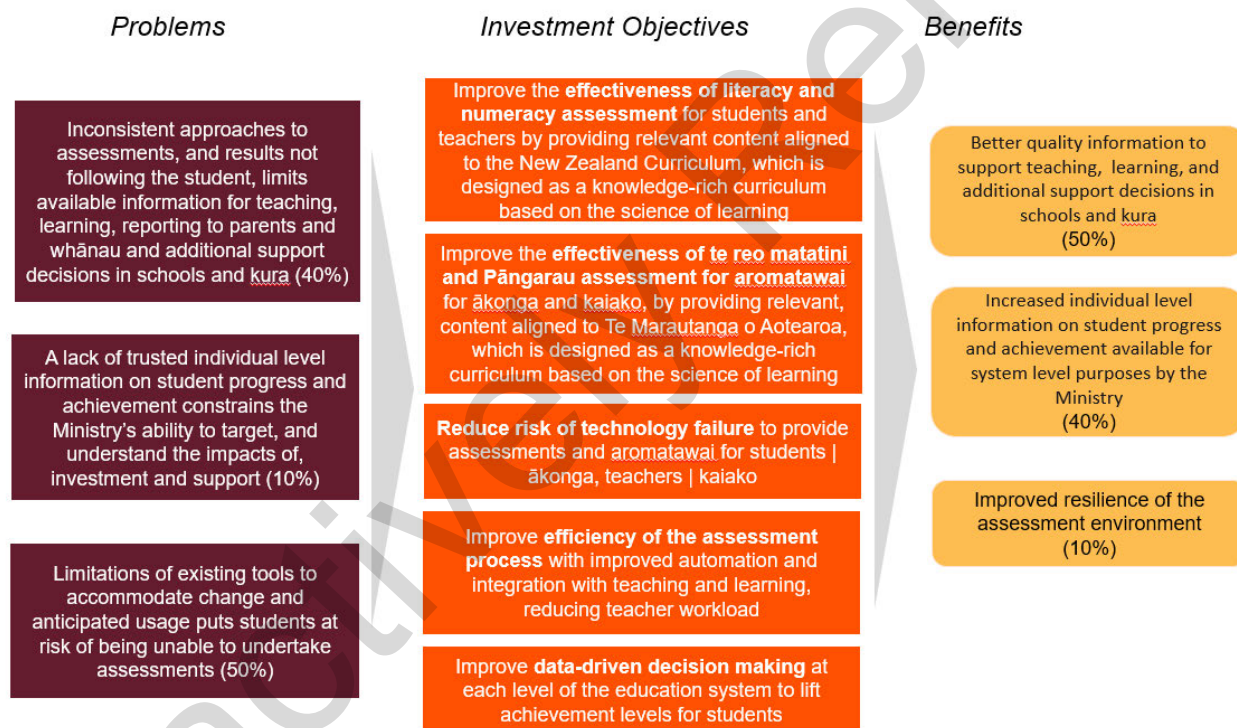 Problems
Investment Objectives
Benefits
Inconsistent approaches to
assessments, and results not
following the student, limits
available information for teaching,
learning, reporting to parents and
whānau and additional support
decisions in schools and kura (40%)
A lack of trusted individual level
information on student progress and
achievement constrains the
Ministry's ability to target, and
understand the impacts of,
investment and support (10%)
Limitations of existing tools to
accommodate change and
anticipated usage puts students at
risk of being unable to undertake
assessments (50%)
Improve the effectiveness of literacy and
numeracy assessment for students and
teachers by providing relevant content aligned
to the New Zealand Curriculum, which is
designed as a knowledge-rich curriculum
based on the science of learning
Improve the effectiveness of te reo matatini
and Pāngarau assessment for aromatawai
for ākonga and kaiako, by providing relevant,
content aligned to Te Marautanga o Aotearoa,
which is designed as a knowledge-rich
curriculum based on the science of learning
Reduce risk of technology failure to provide
assessments and aromatawai for students |
ākonga, teachers | kaiako
Improve efficiency of the assessment
process with improved automation and
integration with teaching and learning,
reducing teacher workload
Improve data-driven decision making at
each level of the education system to lift
achievement levels for students
Better quality information to
support teaching, learning, and
additional support decisions in
schools and kura
(50%)
Increased individual level
information on student progress
and achievement available for
system level purposes by the
Ministry
(40%)
Improved resilience of the
assessment environment
(10%)